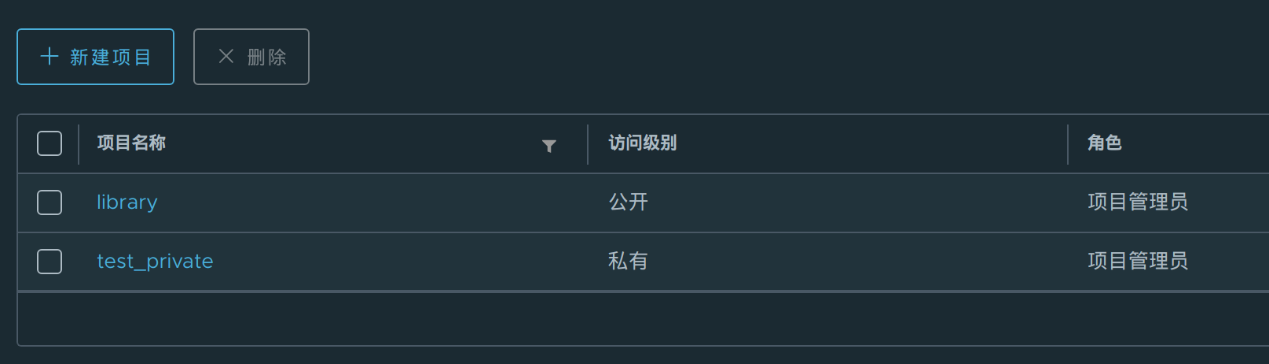 新建项目 删除
项目名称 访问级别 角色
library 公开 项目管理员
test_private 私有 项目管理员